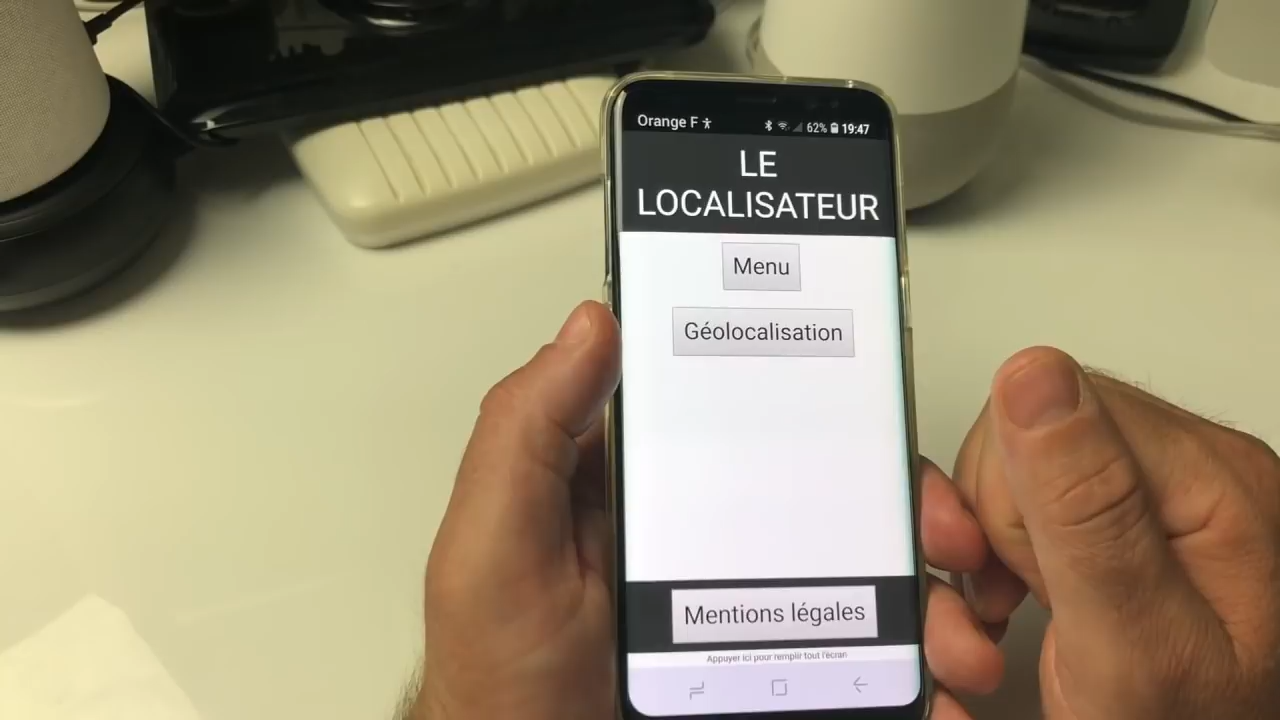 Orange F 62% 19:47
LE
LOCALISATEUR
Menu
Géolocalisation
Mentions légales
Appuyer ici pour remplir tout l'écran